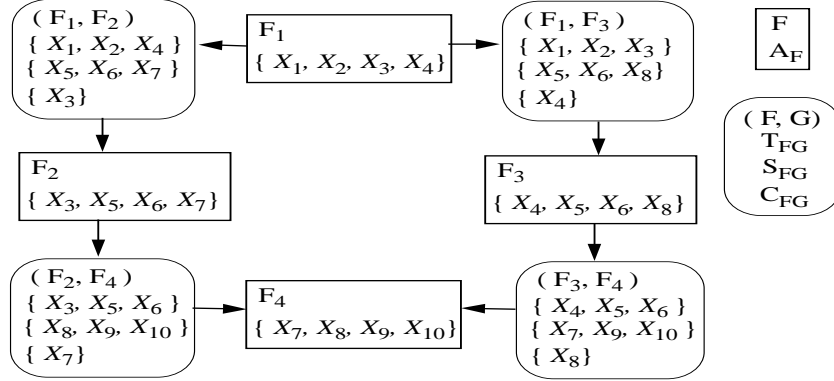 ( F1, F2 )
{ X1, X2, X4 }
{ X5, X6, X7 }
{ X3}
F1
{ X1, X2, X3, X4}
( F1, F3 )
{ X1, X2, X3 }
{ X5, X6, X8}
{ X4}
F
AF
( F, G )
TFG
SFG
CFG
F2
{ X3, X5, X6, X7}
F3
{ X4, X5, X6, X8}
( F2, F4 )
{ X3, X5, X6 }
{ X8, X9, X10 }
{ X7}
F4
{ X7, X8, X9, X10}
( F3, F4 )
{ X4, X5, X6 }
{ X7, X9, X10 }
{ X8}